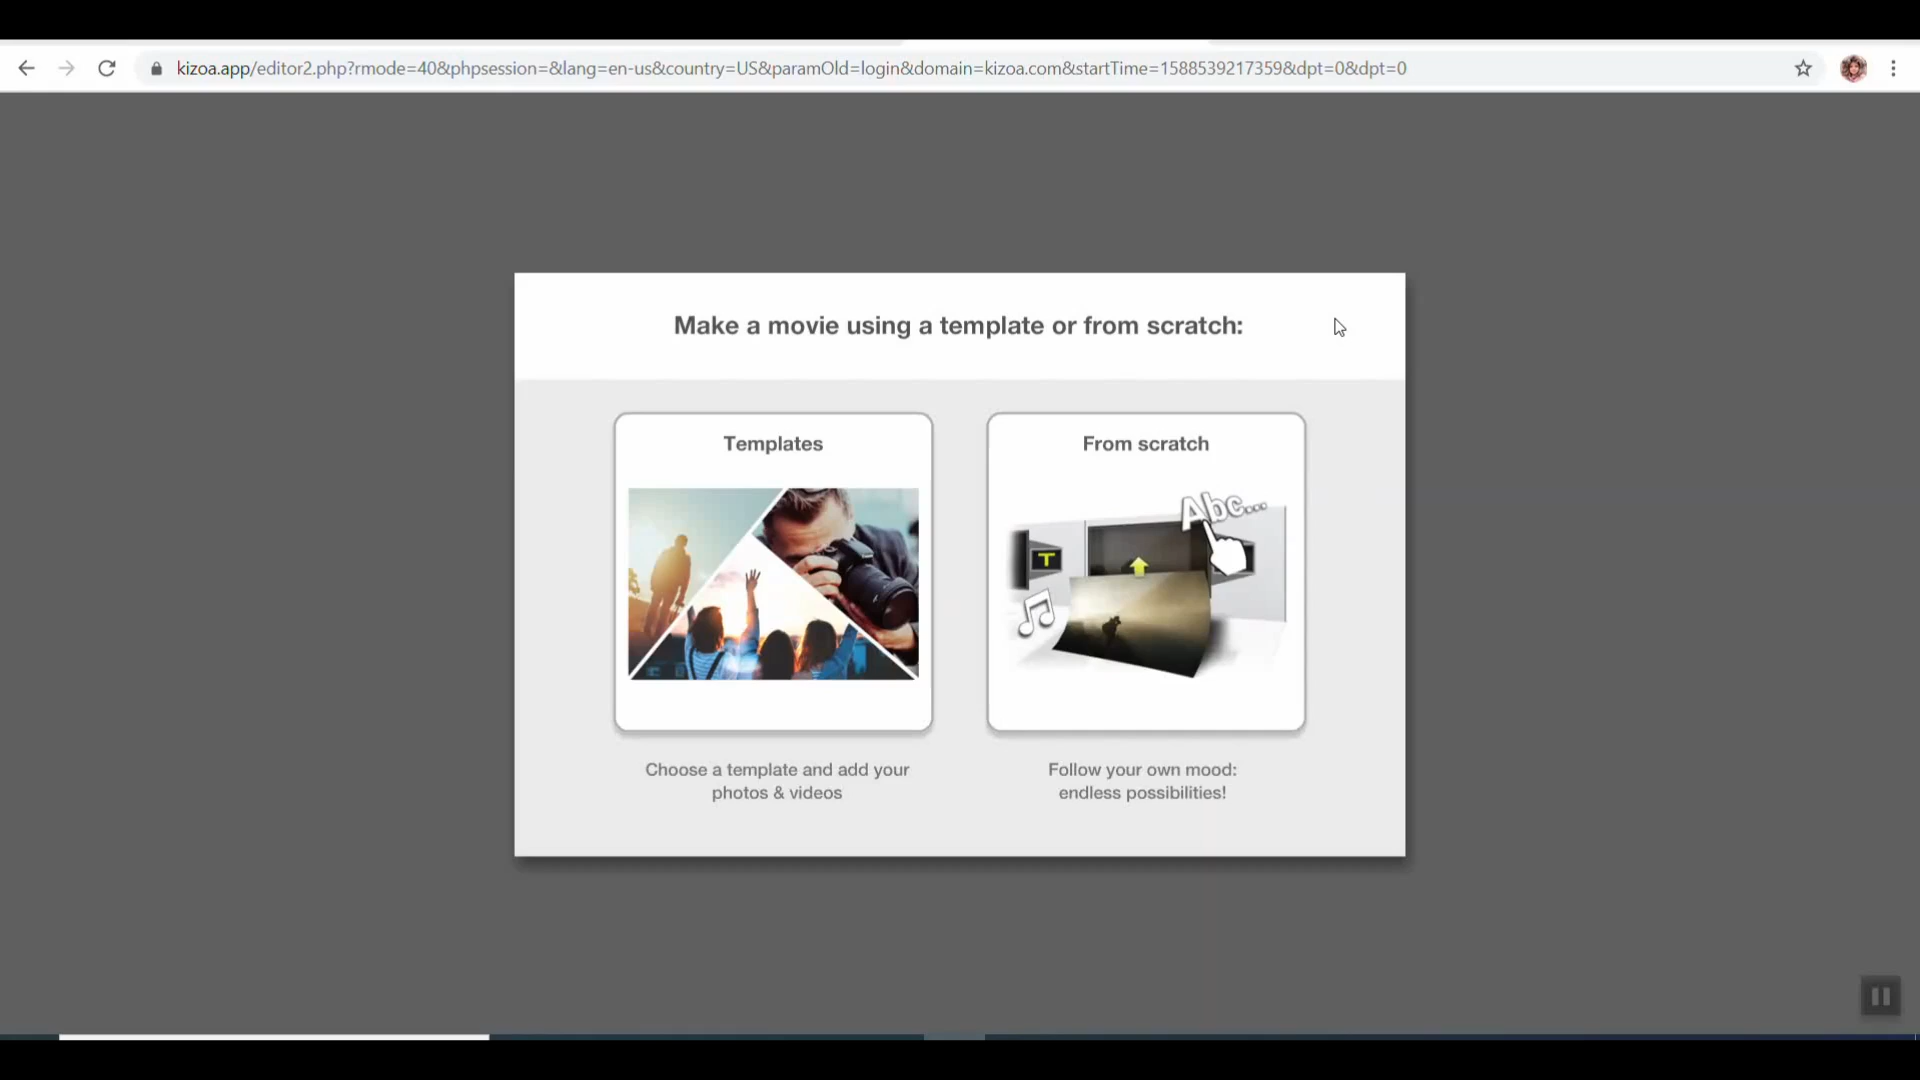 kizoa.app/editor2.php?rmode=40&phpsession=&lang=en-us&country=US&paramOld=login&domain=kizoa.com&startTime=1588539217359&dpt=0&dpt=0
Make a movie using a template or from scratch:
Templates
From scratch
Abc...
T
Choose a template and add your
photos & videos
Follow your own mood:
endless possibilities!